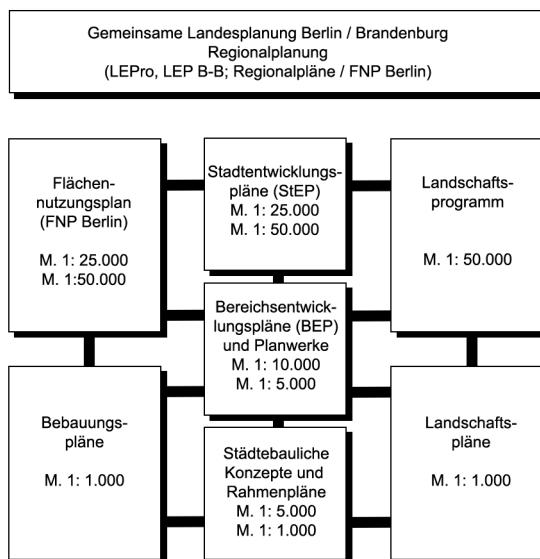 Gemeinsame Landesplanung Berlin / Brandenburg
Regionalplanung
(LEPro, LEP B-B; Regionalpläne / FNP Berlin)
Flächen-
nutzungsplan
(FNP Berlin)
M. 1: 25.000
M. 1:50.000
Stadtentwicklungs-
pläne (StEP)
M. 1: 25.000
M. 1: 50.000
Landschafts-
programm
M. 1: 50.000
Bereichsentwick-
lungspläne (BEP)
und Planwerke
M. 1: 10.000
M. 1: 5.000
Bebauungs-
pläne
M. 1: 1.000
Städtebauliche
Konzepte und
Rahmenpläne
M. 1: 5.000
M. 1: 1.000
Landschafts-
pläne
M. 1: 1.000